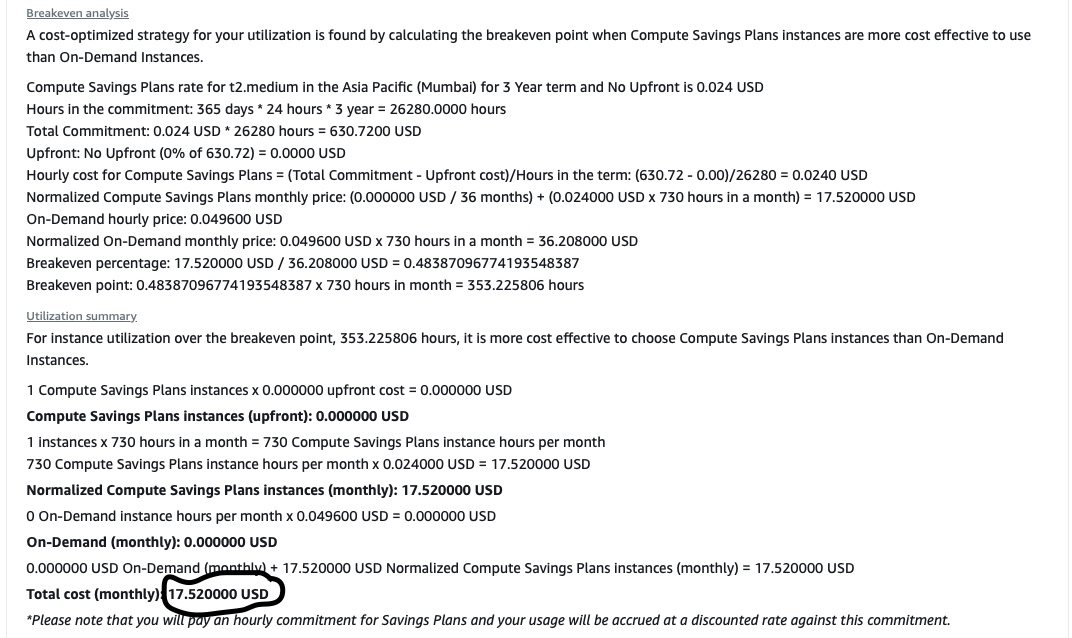 Breakeven analysis
A cost-optimized strategy for your utilization is found by calculating the breakeven point when Compute Savings Plans instances are more cost effective to use
than On-Demand Instances.
Compute Savings Plans rate for t2.medium in the Asia Pacific (Mumbai) for 3 Year term and No Upfront is 0.024 USD
Hours in the commitment: 365 days * 24 hours * 3 year = 26280.0000 hours
Total Commitment: 0.024 USD * 26280 hours = 630.7200 USD
Upfront: No Upfront (0% of 630.72) = 0.0000 USD
Hourly cost for Compute Savings Plans = (Total Commitment - Upfront cost)/Hours in the term: (630.72 - 0.00)/26280 = 0.0240 USD
Normalized Compute Savings Plans monthly price: (0.000000 USD / 36 months) + (0.024000 USD x 730 hours in a month) = 17.520000 USD
On-Demand hourly price: 0.049600 USD
Normalized On-Demand monthly price: 0.049600 USD x 730 hours in a month = 36.208000 USD
Breakeven percentage: 17.520000 USD / 36.208000 USD = 0.48387096774193548387
Breakeven point: 0.48387096774193548387 x 730 hours in month = 353.225806 hours
Utilization summary
For instance utilization over the breakeven point, 353.225806 hours, it is more cost effective to choose Compute Savings Plans instances than On-Demand
Instances.
1 Compute Savings Plans instances x 0.000000 upfront cost = 0.000000 USD
Compute Savings Plans instances (upfront): 0.000000 USD
1 instances x 730 hours in a month = 730 Compute Savings Plans instance hours per month
730 Compute Savings Plans instance hours per month x 0.024000 USD = 17.520000 USD
Normalized Compute Savings Plans instances (monthly): 17.520000 USD
0 On-Demand instance hours per month x 0.049600 USD = 0.000000 USD
On-Demand (monthly): 0.000000 USD
0.000000 USD On-Demand (monthly) + 17.520000 USD Normalized Compute Savings Plans instances (monthly) = 17.520000 USD
Total cost (monthly): 17.520000 USD
*Please note that you will pay an hourly commitment for Savings Plans and your usage will be accrued at a discounted rate against this commitment.